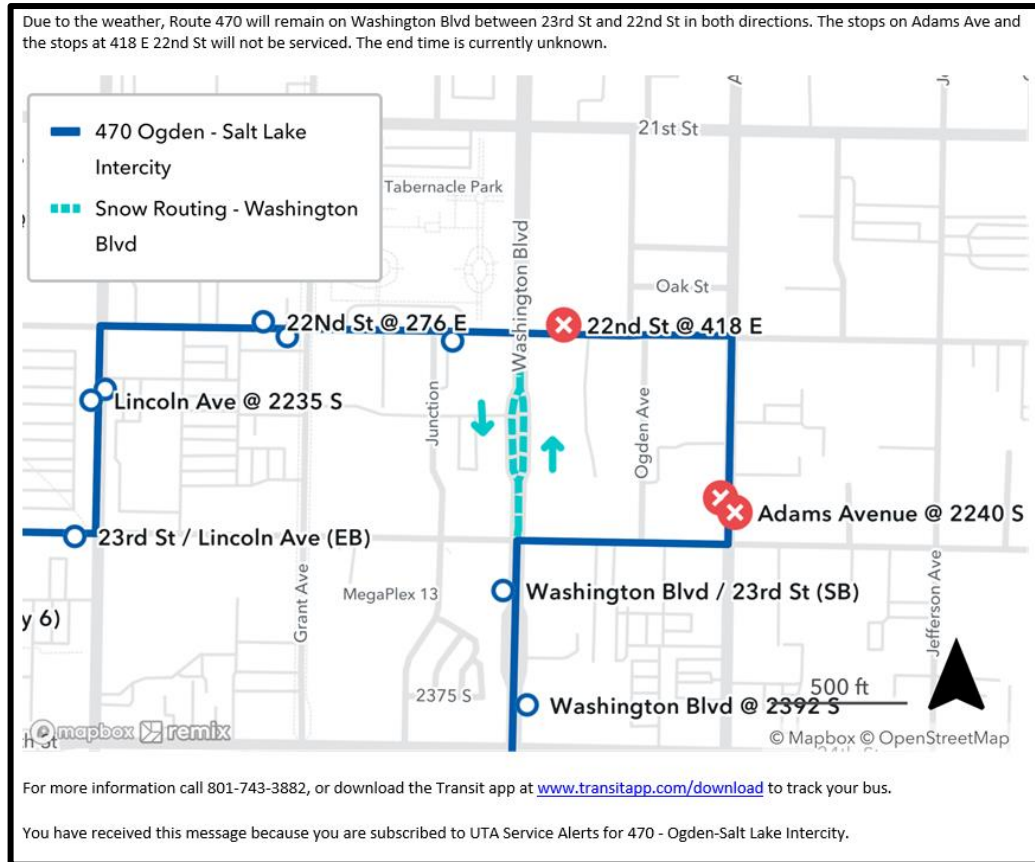 Due to the weather, Route 470 will remain on Washington Blvd between 23rd St and 22nd St in both directions. The stops on Adams Ave and
the stops at 418 E 22nd St will not be serviced. The end time is currently unknown.
470 Ogden - Salt Lake
Intercity
Snow Routing - Washington
Blvd
21st St
Tabernacle Park
Washington Blvd
Oak St
22Nd St @ 276 E
22nd St @ 418 E
Lincoln Ave @ 2235 S
Junction
Ogden Ave
Adams Avenue @ 2240 S
23rd St / Lincoln Ave (EB)
Grant Ave
MegaPlex 13
Washington Blvd / 23rd St (SB)
Jefferson Ave
y 6)
2375 S
Washington Blvd @ 2392 S
500 ft
mapbox remix
© Mapbox © OpenStreetMap
For more information call 801-743-3882, or download the Transit app at www.transitapp.com/download to track your bus.
You have received this message because you are subscribed to UTA Service Alerts for 470 - Ogden-Salt Lake Intercity.